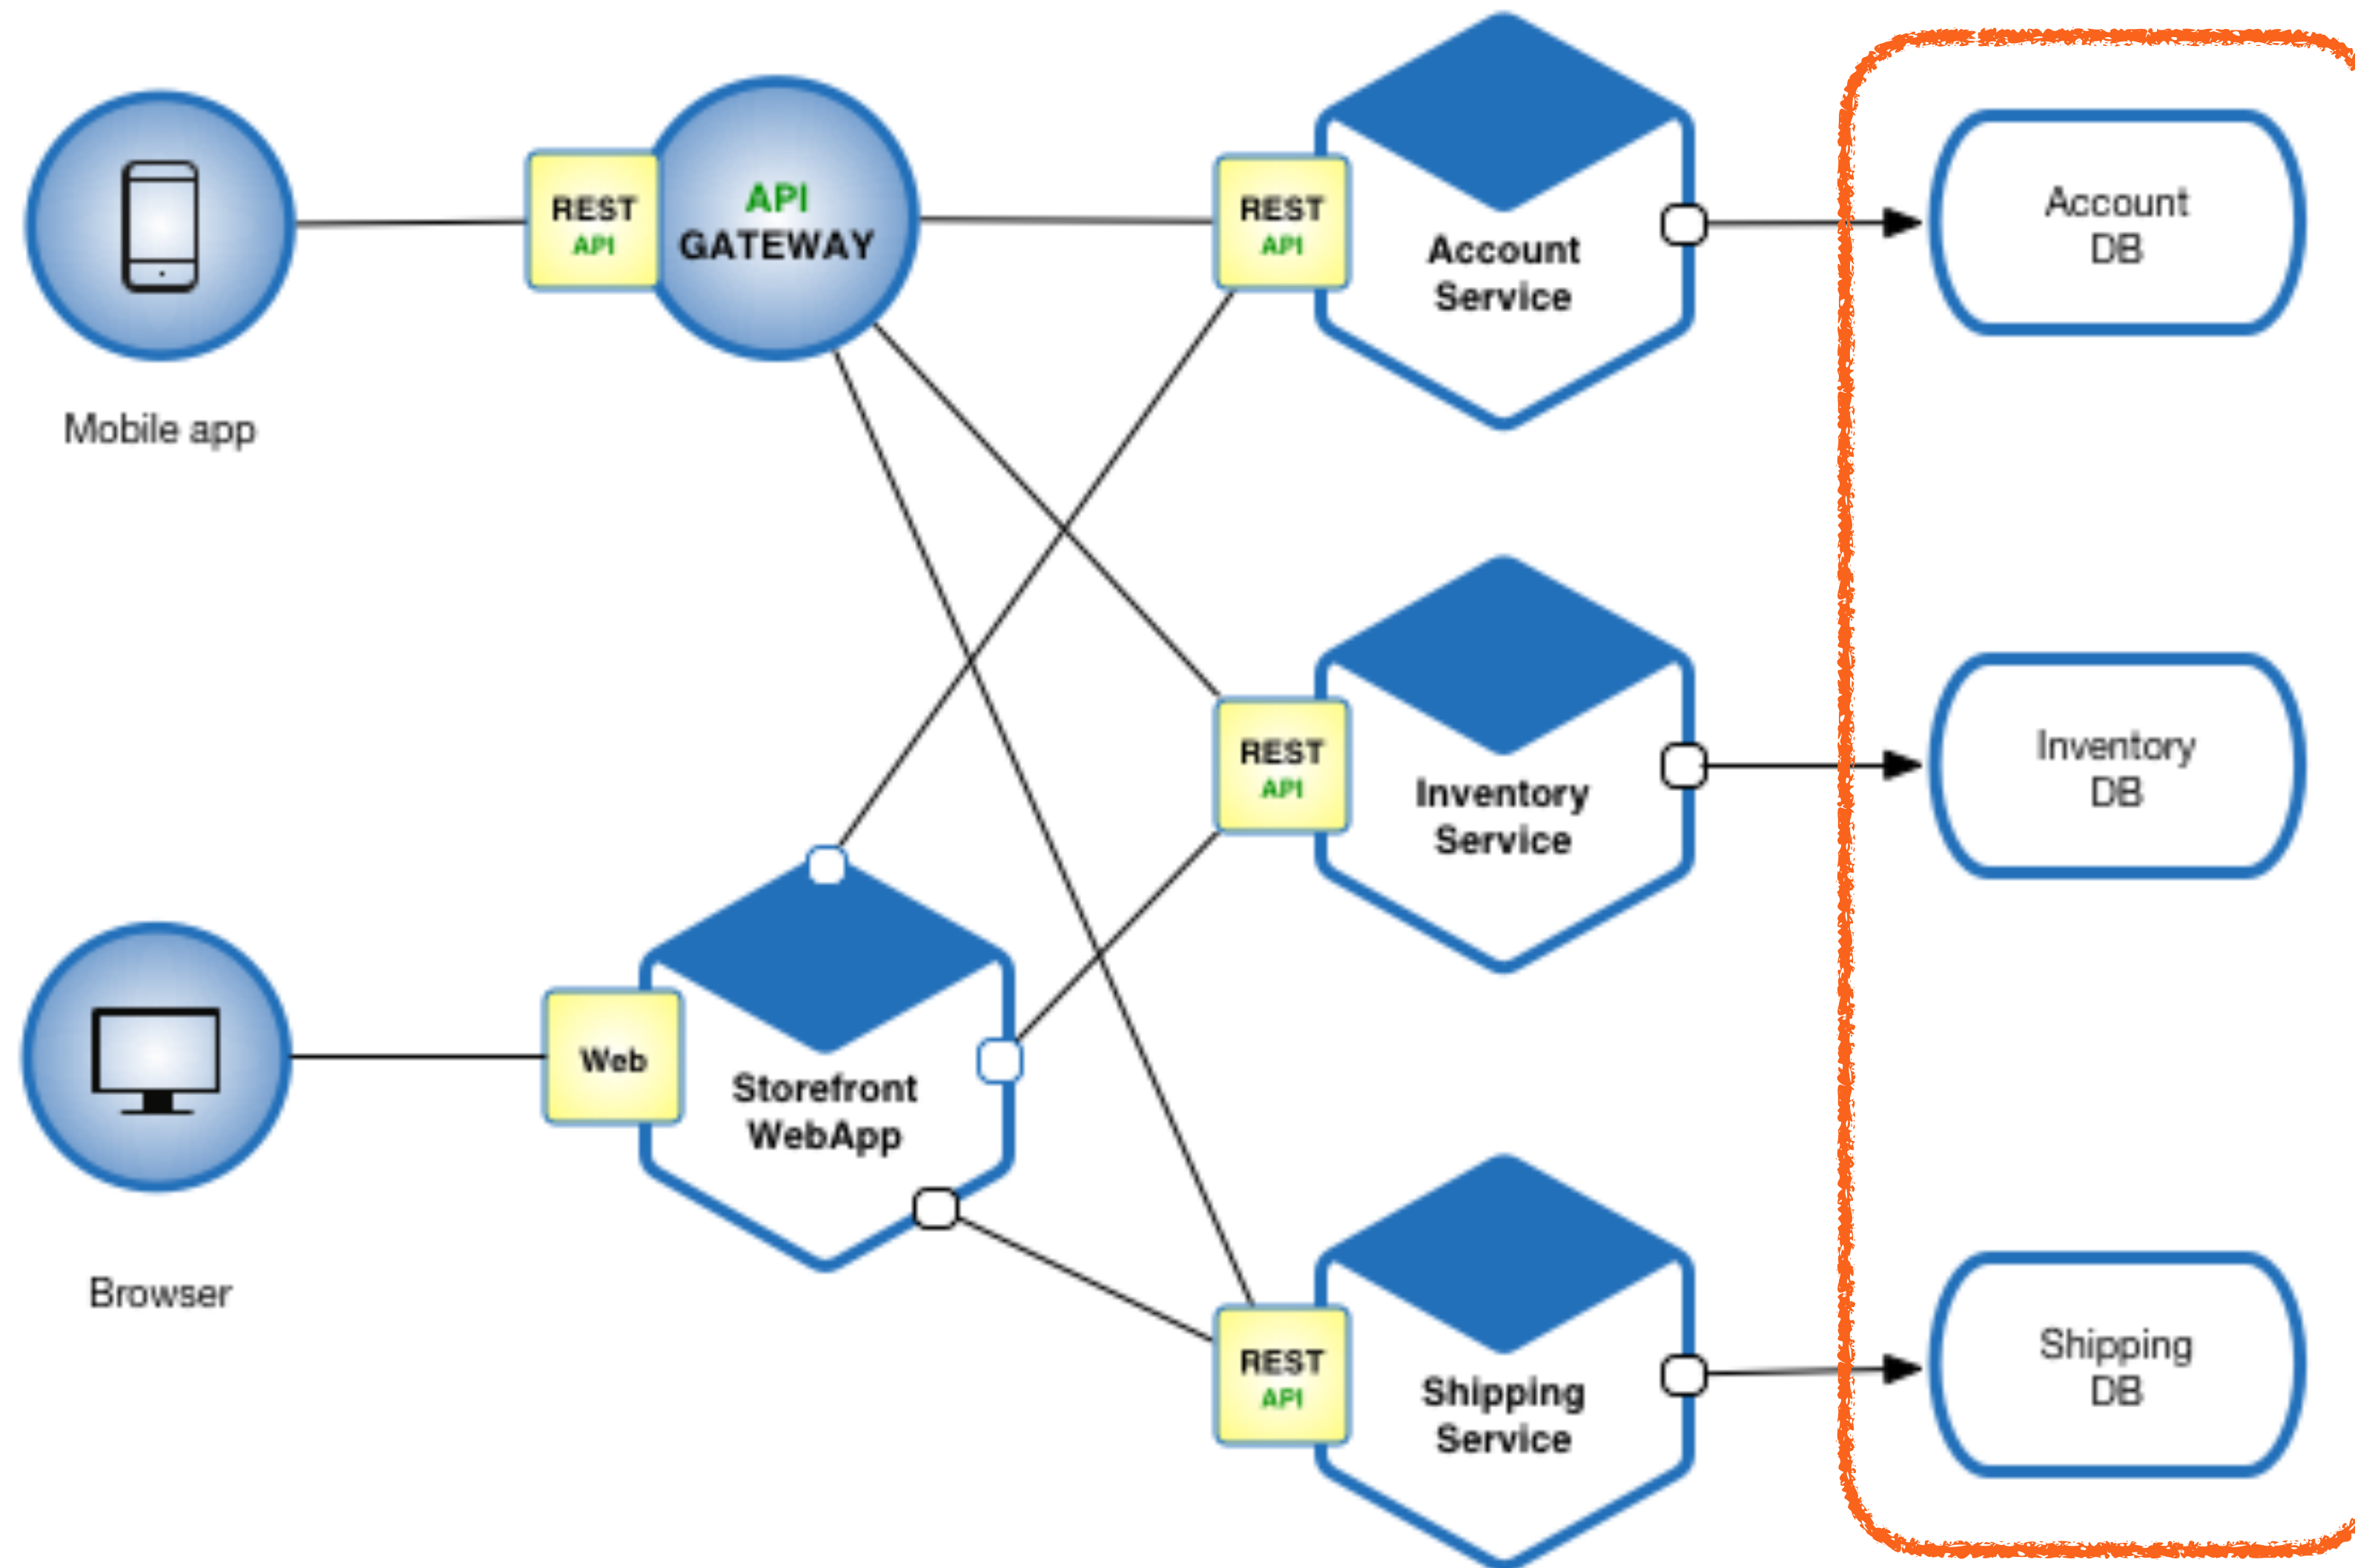 REST
API
API
GATEWAY
Mobile app
REST
API
Account
Service
Account
DB
REST
API
Inventory
Service
Inventory
DB
Web
Storefront
WebApp
Browser
REST
API
Shipping
Service
Shipping
DB